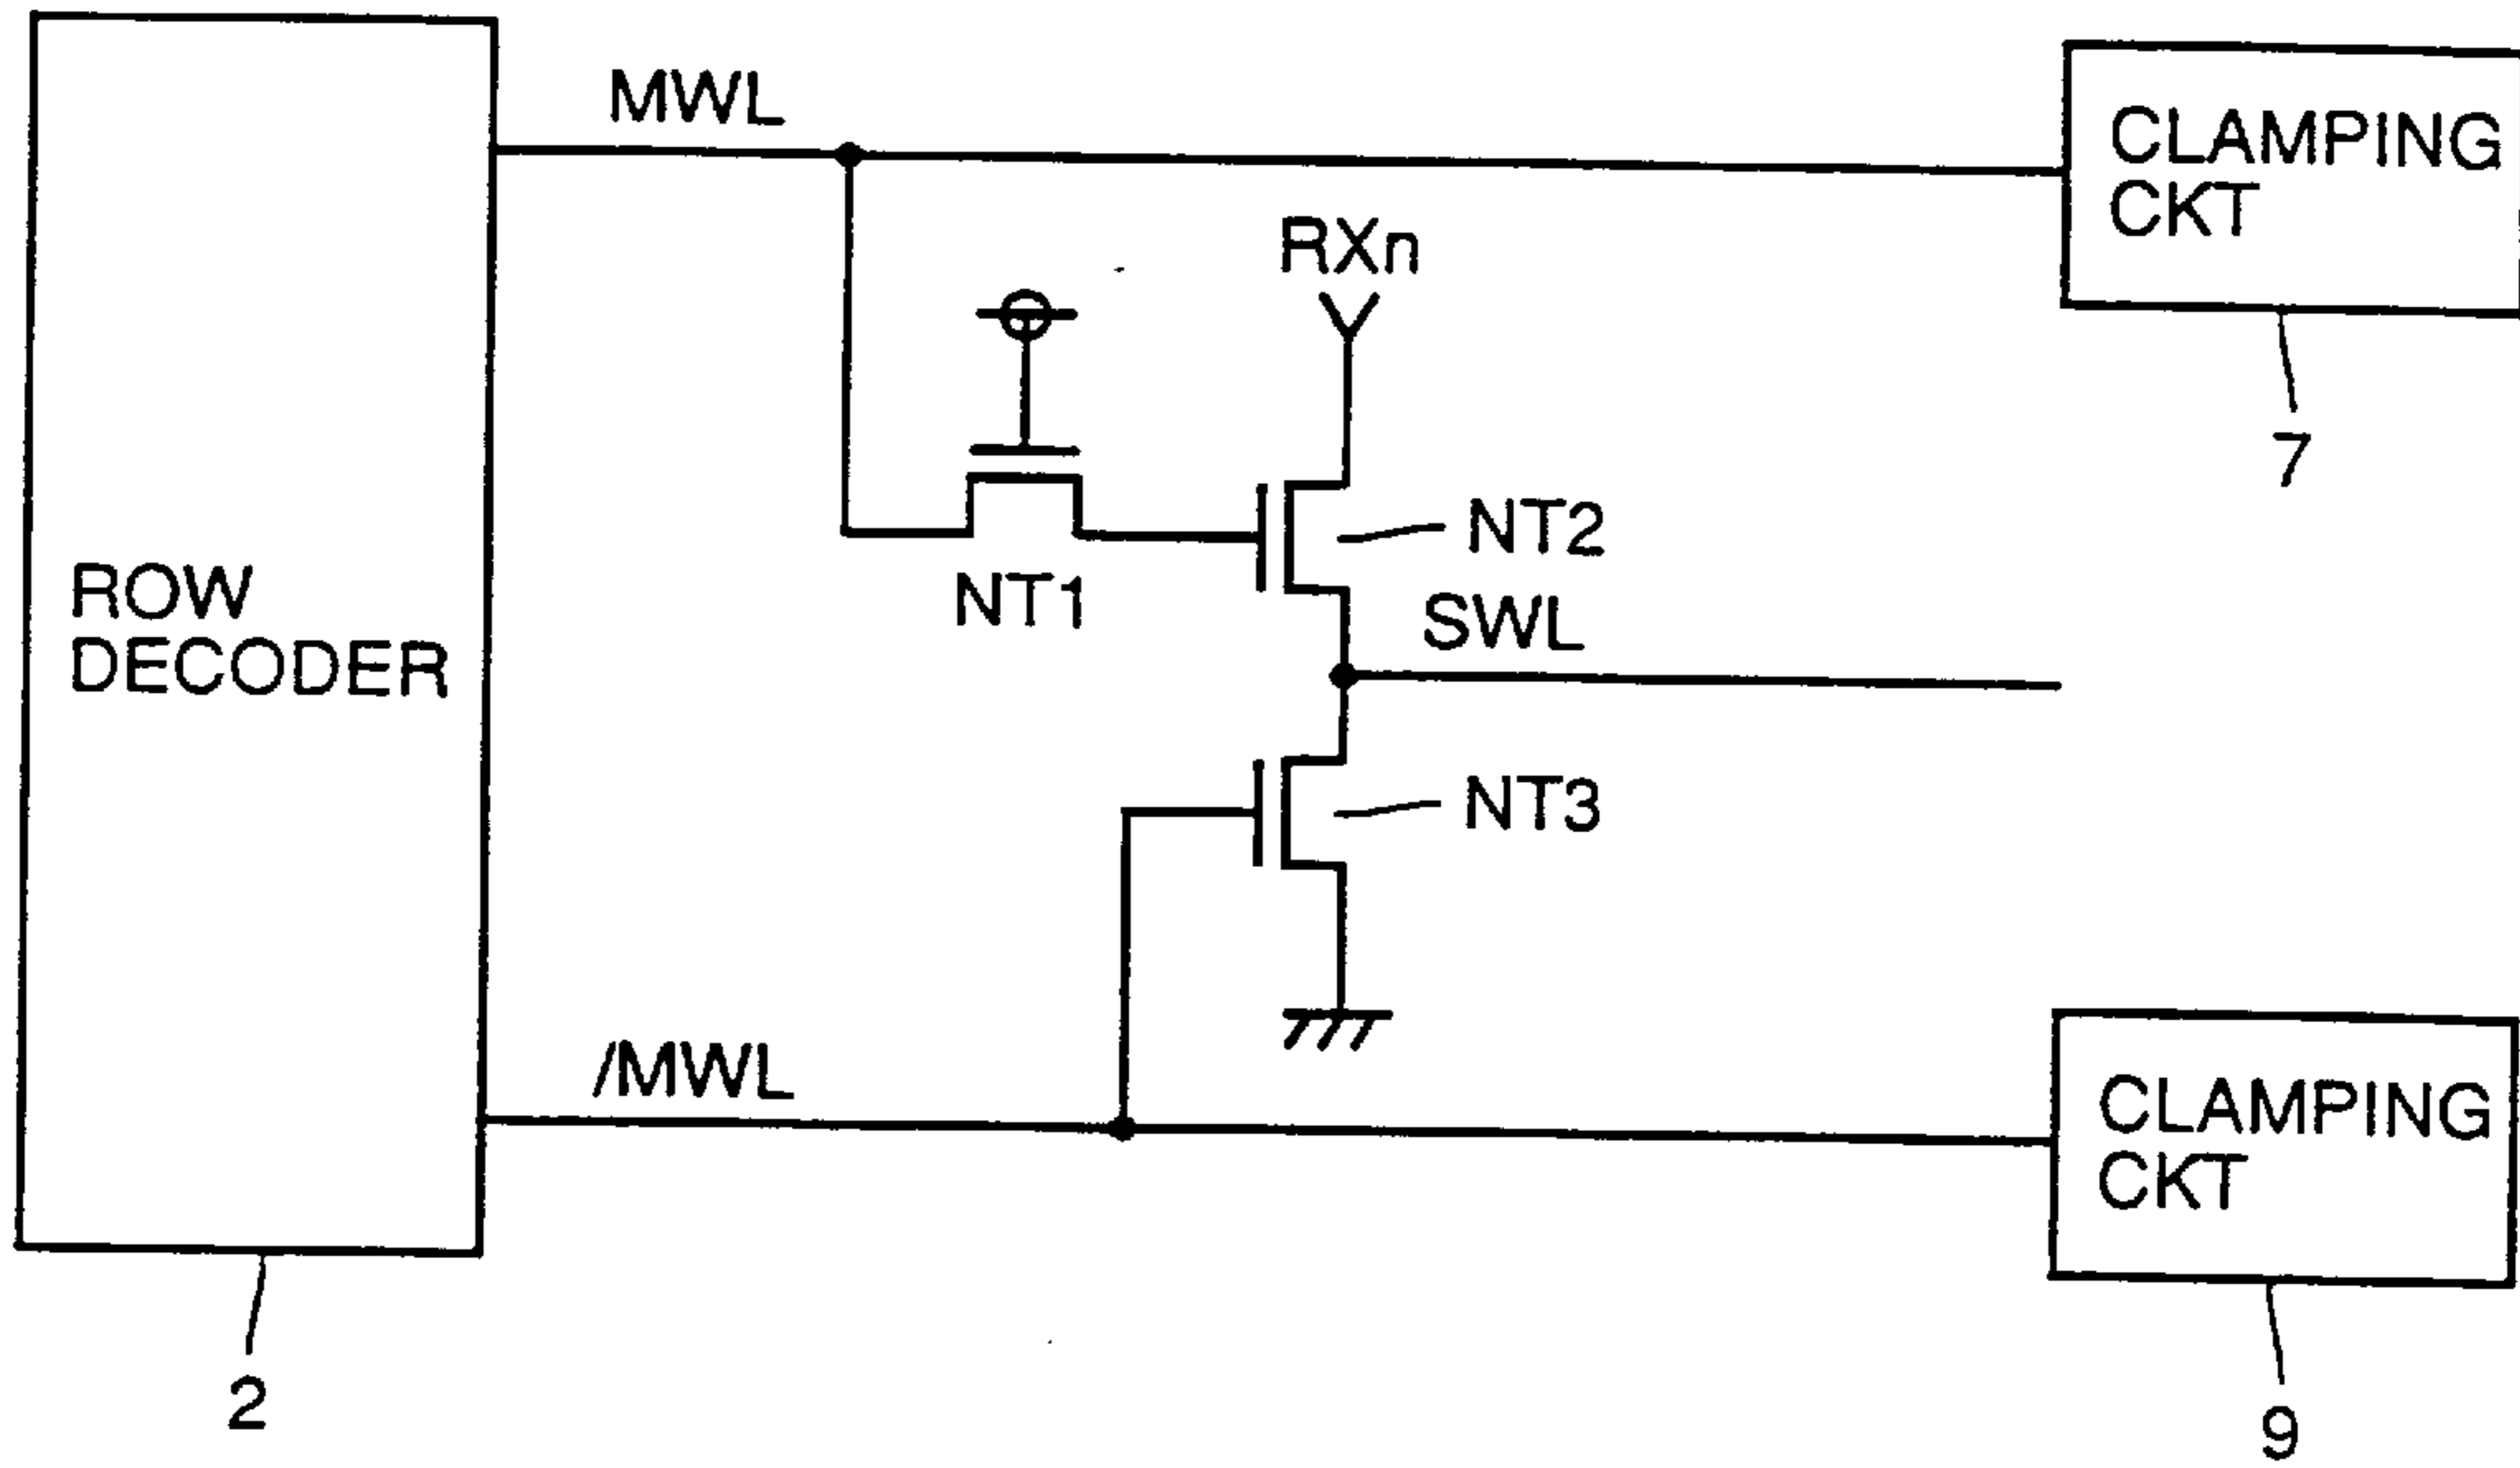 MWL
CLAMPING
CKT
RXn
7
NT2
NT1
SWL
ROW
DECODER
NT3
/MWL
CLAMPING
CKT
2
9